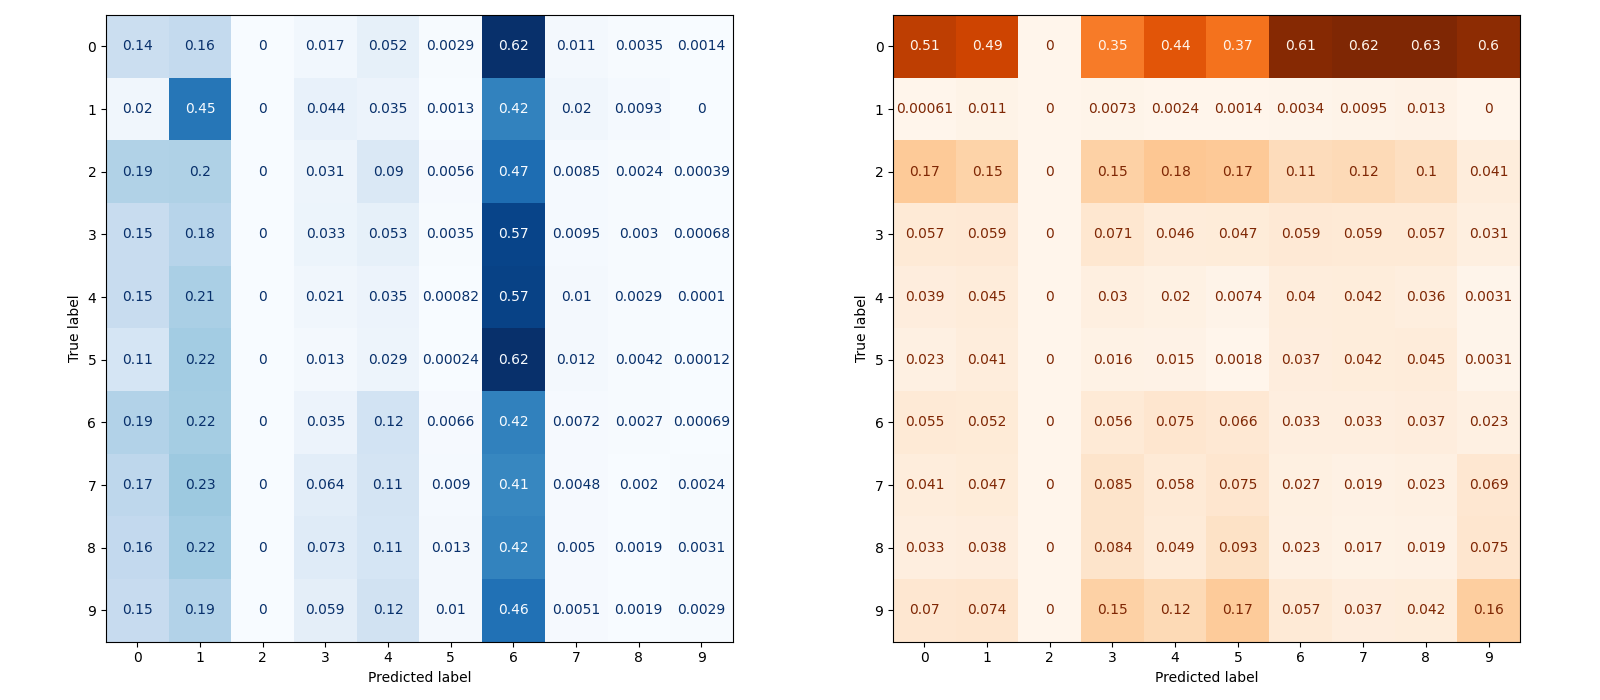 0 0.14 0.16 0 0.017 0.052 0.0029 0.62 0.011 0.0035 0.0014
1 0.02 0.45 0 0.044 0.035 0.0013 0.42 0.02 0.0093 0
2 0.19 0.2 0 0.031 0.09 0.0056 0.47 0.0085 0.0024 0.00039
3 0.15 0.18 0 0.033 0.053 0.0035 0.57 0.0095 0.003 0.00068
4 0.15 0.21 0 0.021 0.035 0.00082 0.57 0.01 0.0029 0.0001
5 0.11 0.22 0 0.013 0.029 0.00024 0.62 0.012 0.0042 0.00012
6 0.19 0.22 0 0.035 0.12 0.0066 0.42 0.0072 0.0027 0.00069
7 0.17 0.23 0 0.064 0.11 0.009 0.41 0.0048 0.002 0.0024
8 0.16 0.22 0 0.073 0.11 0.013 0.42 0.005 0.0019 0.0031
9 0.15 0.19 0 0.059 0.12 0.01 0.46 0.0051 0.0019 0.0029
0 1 2 3 4 5 6 7 8 9
Predicted label
True label
0 0.51 0.49 0 0.35 0.44 0.37 0.61 0.62 0.63 0.6
1 0.00061 0.011 0 0.0073 0.0024 0.0014 0.0034 0.0095 0.013 0
2 0.17 0.15 0 0.15 0.18 0.17 0.11 0.12 0.1 0.041
3 0.057 0.059 0 0.071 0.046 0.047 0.059 0.059 0.057 0.031
4 0.039 0.045 0 0.03 0.02 0.0074 0.04 0.042 0.036 0.0031
5 0.023 0.041 0 0.016 0.015 0.0018 0.037 0.042 0.045 0.0031
6 0.055 0.052 0 0.056 0.075 0.066 0.033 0.033 0.037 0.023
7 0.041 0.047 0 0.085 0.058 0.075 0.027 0.019 0.023 0.069
8 0.033 0.038 0 0.084 0.049 0.093 0.023 0.017 0.019 0.075
9 0.07 0.074 0 0.15 0.12 0.17 0.057 0.037 0.042 0.16
0 1 2 3 4 5 6 7 8 9
Predicted label
True label